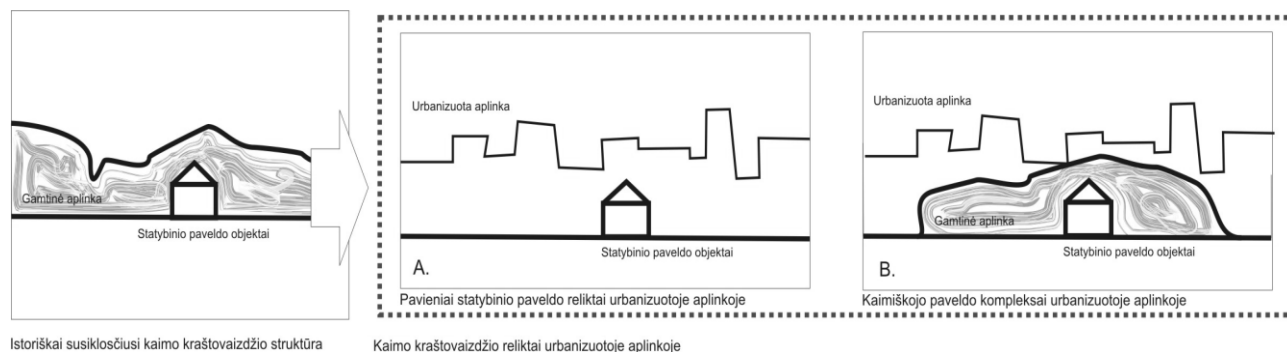 Gamtinė aplinka
Statybinio paveldo objektai
Istoriškai susiklosčiusi kaimo kraštovaizdžio struktūra
Urbanizuota aplinka
Statybinio paveldo objektai
A.
Pavieniai statybinio paveldo reliktai urbanizuotoje aplinkoje
Urbanizuota aplinka
Gamtinė aplinka
Statybinio paveldo objektai
B.
Kaimiškojo paveldo kompleksai urbanizuotoje aplinkoje
Kaimo kraštovaizdžio reliktai urbanizuotoje aplinkoje